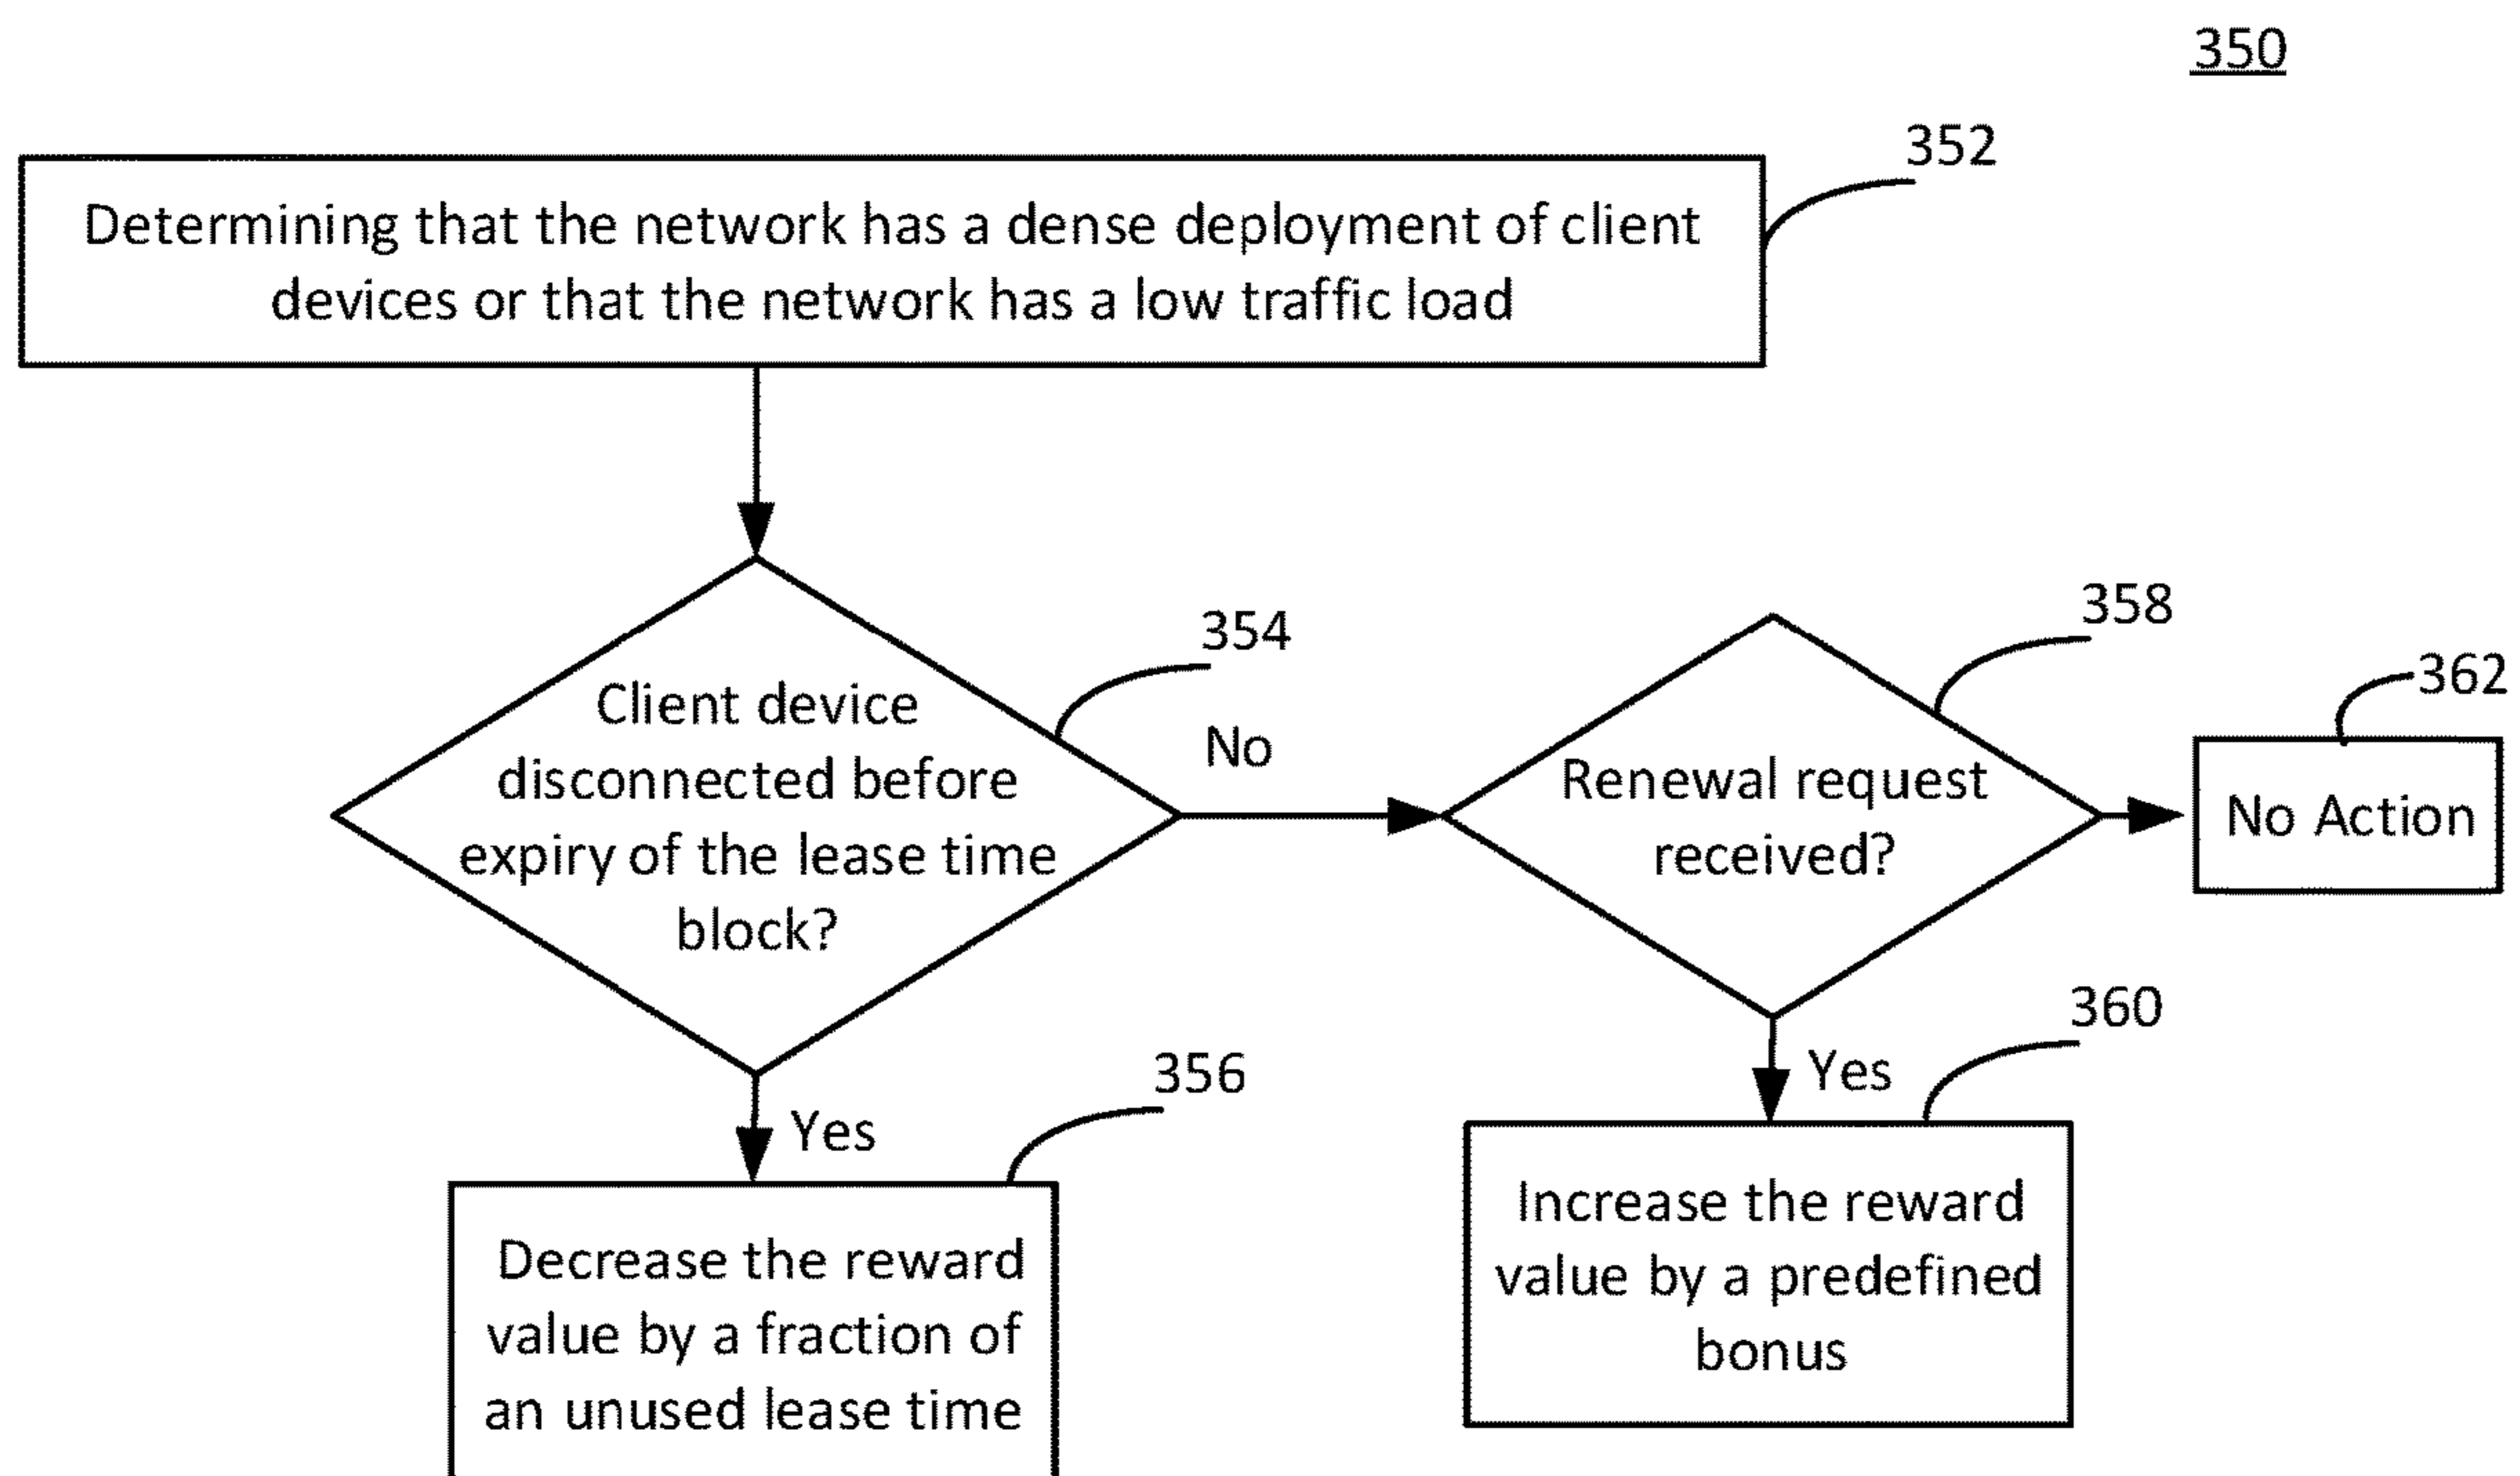 350
352
Determining that the network has a dense deployment of client
devices or that the network has a low traffic load
354
Client device
disconnected before
expiry of the lease time
block?
No
358
Renewal request
received?
362
No Action
Yes
356
Decrease the reward
value by a fraction of
an unused lease time
Yes
360
Increase the reward
value by a predefined
bonus